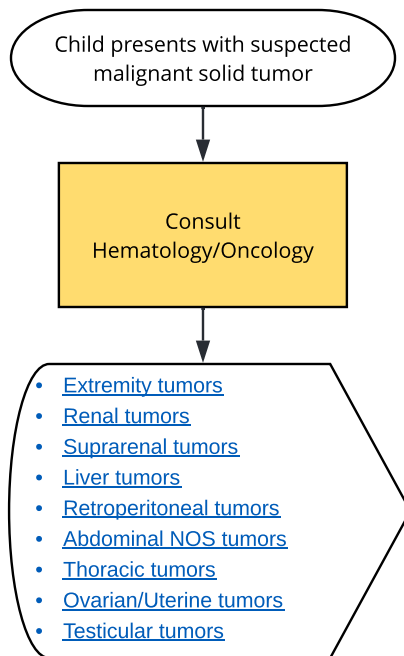 Child presents with suspected
malignant solid tumor
Consult
Hematology/Oncology
• Extremity tumors
• Renal tumors
• Suprarenal tumors
• Liver tumors
• Retroperitoneal tumors
• Abdominal NOS tumors
• Thoracic tumors
• Ovarian/Uterine tumors
• Testicular tumors